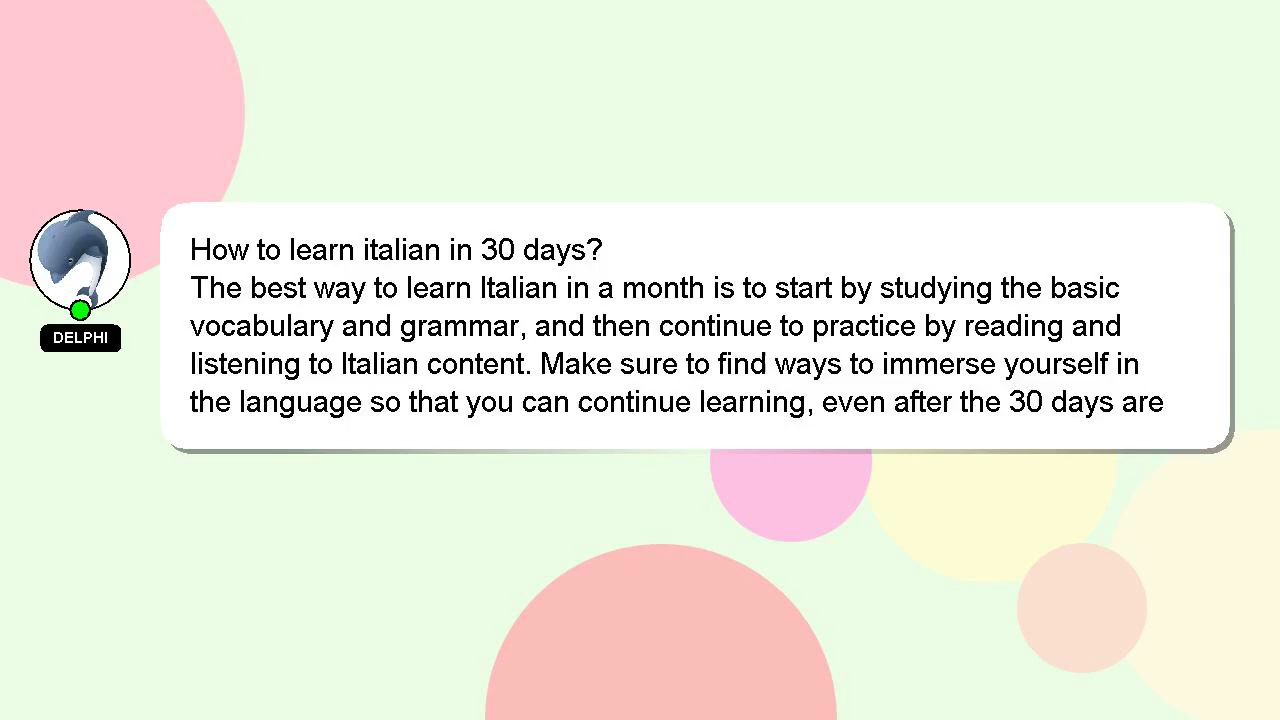 How to learn italian in 30 days?
The best way to learn Italian in a month is to start by studying the basic
vocabulary and grammar, and then continue to practice by reading and
listening to Italian content. Make sure to find ways to immerse yourself in
the language so that you can continue learning, even after the 30 days are
DELPHI